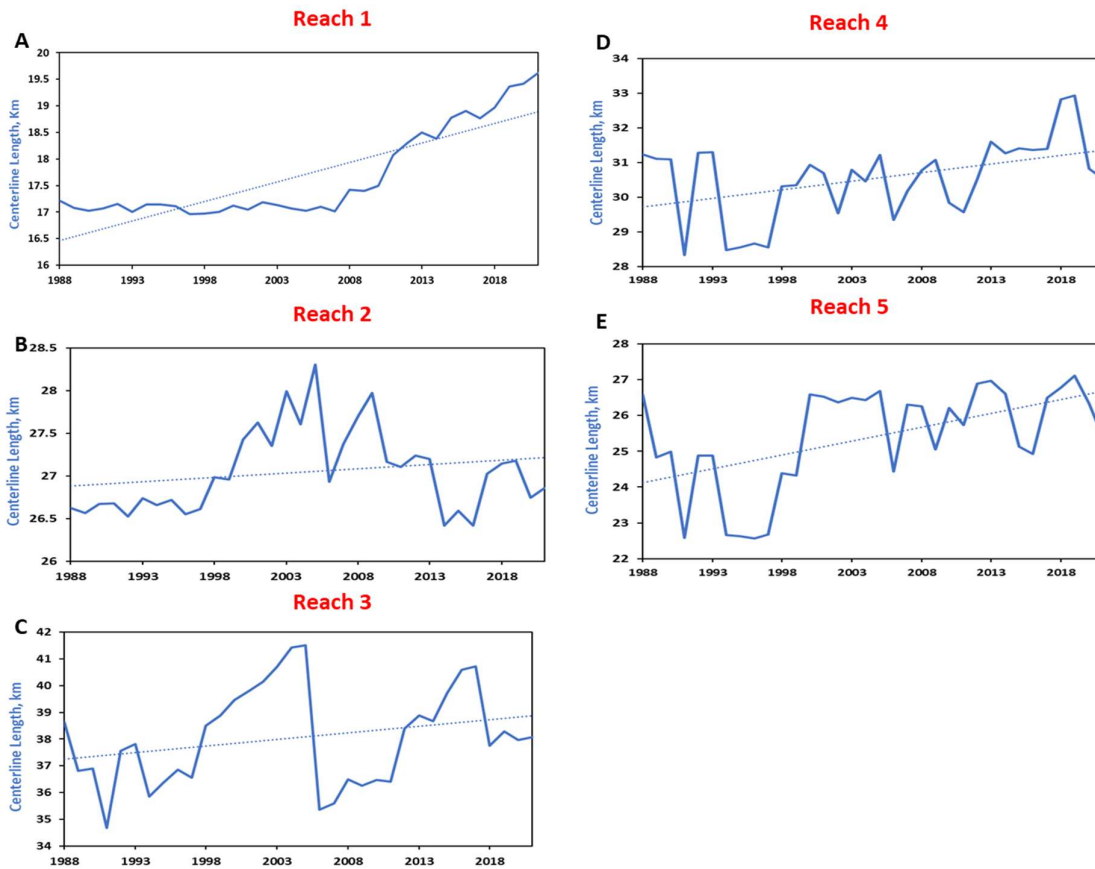 Reach 1
A
Centerline Length, Km
20
19.5
19
18.5
18
17.5
17
16.5
16
1988 1993 1998 2003 2008 2013 2018
Reach 2
B
Centerline Length, km
28.5
28
27.5
27
26.5
26
1988 1993 1998 2003 2008 2013 2018
Reach 3
C
Centerline Length, km
42
41
40
39
38
37
36
35
34
1988 1993 1998 2003 2008 2013 2018
Reach 4
D
Centerline Length, km
34
33
32
31
30
29
28
1988 1993 1998 2003 2008 2013 2018
Reach 5
E
Centerline Length, km
28
27
26
25
24
23
22
1988 1993 1998 2003 2008 2013 2018